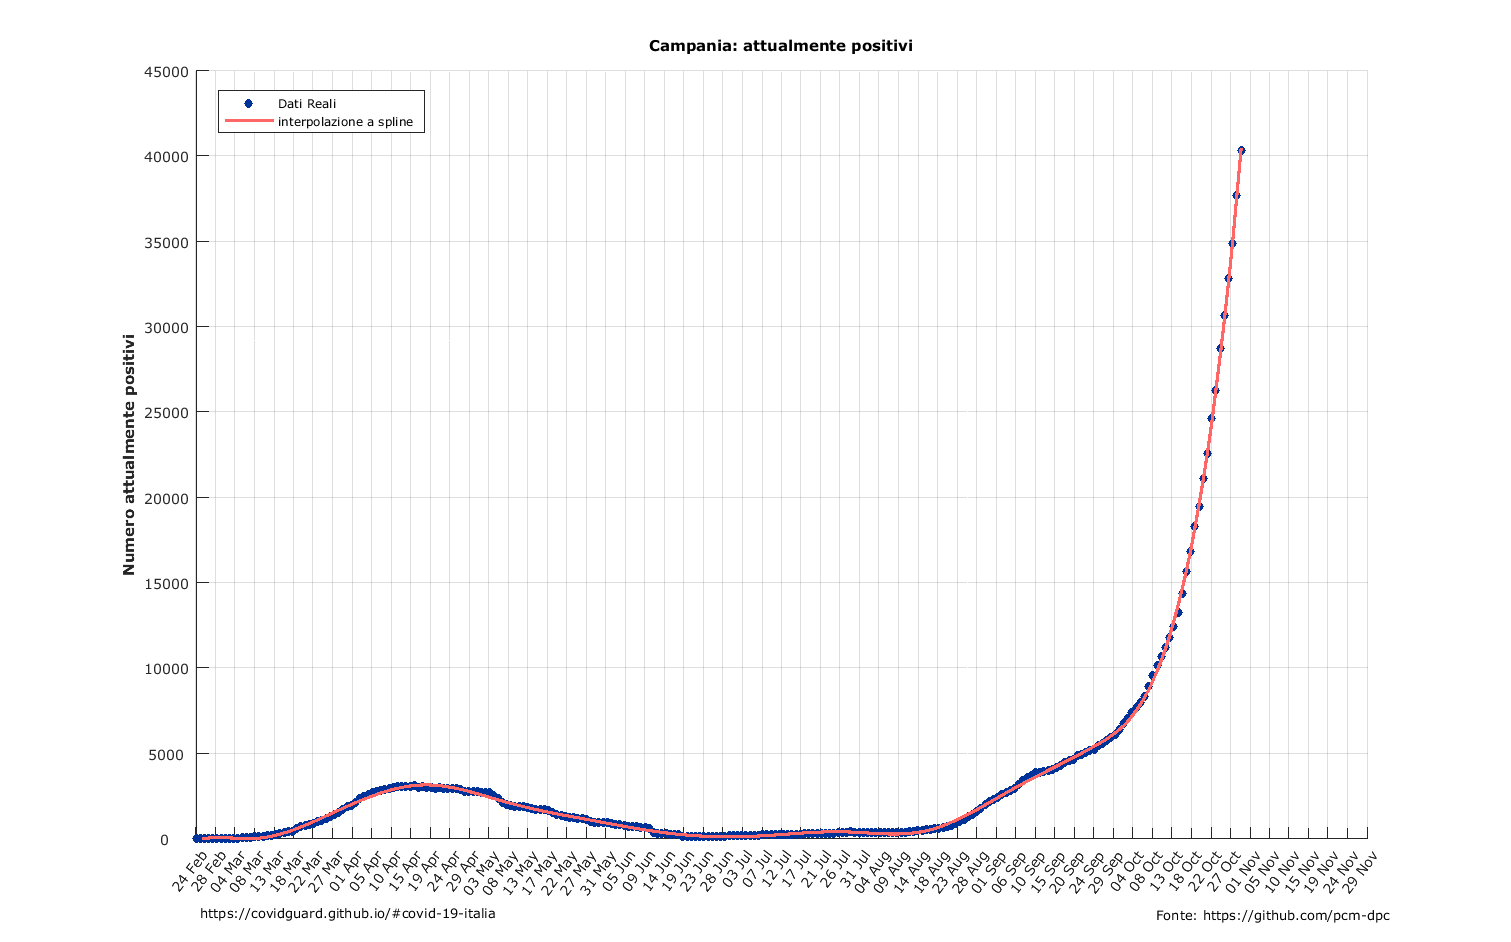 Campania: attualmente positivi
45000
40000
35000
30000
25000
20000
15000
10000
5000
0
Numero attualmente positivi
Dati Reali
interpolazione a spline
24 Feb
28 Feb
04 Mar
08 Mar
13 Mar
18 Mar
22 Mar
27 Mar
01 Apr
05 Apr
10 Apr
15 Apr
19 Apr
24 Apr
29 Apr
03 May
08 May
13 May
17 May
22 May
27 May
31 May
05 Jun
09 Jun
14 Jun
19 Jun
23 Jun
28 Jun
03 Jul
07 Jul
12 Jul
17 Jul
21 Jul
26 Jul
31 Jul
04 Aug
09 Aug
14 Aug
18 Aug
23 Aug
28 Aug
01 Sep
06 Sep
10 Sep
15 Sep
20 Sep
24 Sep
29 Sep
04 Oct
08 Oct
13 Oct
18 Oct
22 Oct
27 Oct
01 Nov
05 Nov
10 Nov
15 Nov
19 Nov
24 Nov
29 Nov
https://covidguard.github.io/#covid-19-italia
Fonte: https://github.com/pcm-dpc